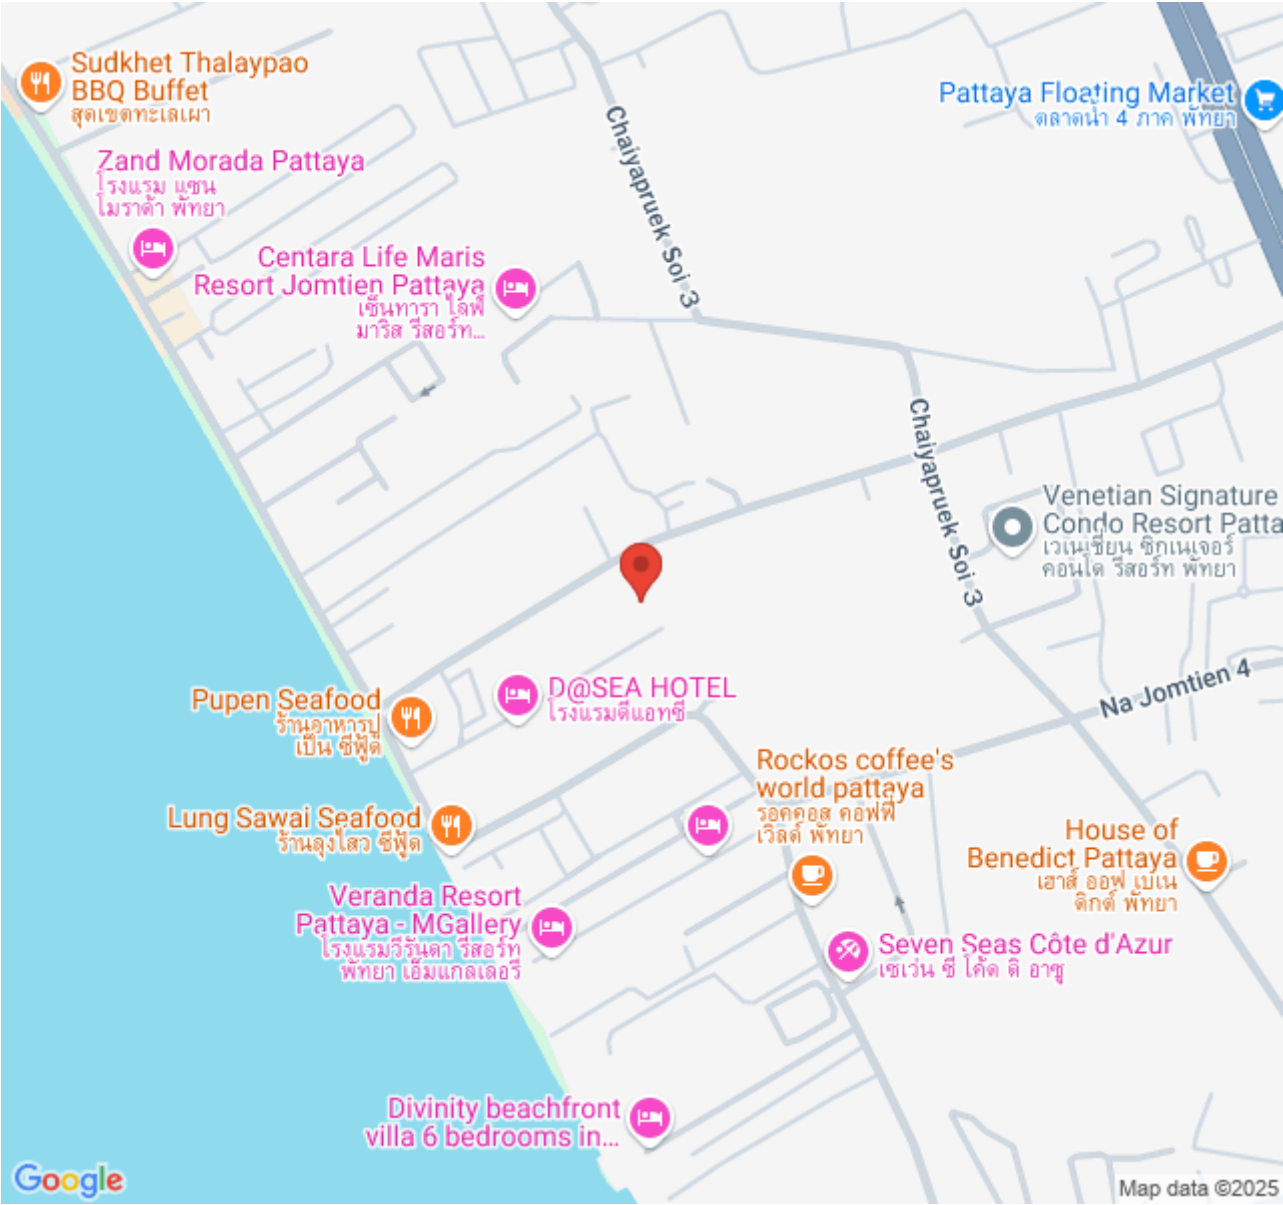 Sudkhet Thalaypao
BBQ Buffet
สุดเขตทะเลเผา
Pattaya Floating Market
ตลาดน้ำ 4 ภาค พัทยา
Chaiyapruek Soi 3
Zand Morada Pattaya
โรงแรม แซน
โมราด้า พัทยา
Centara Life Maris
Resort Jomtien Pattaya
เซ็นทารา ไลฟ์
มาริส รีสอร์ท...
Chaiyapruek Soi 3
Venetian Signature
Condo Resort Patta
เวเนเชี่ยน ซิกเนเจอร์
คอนโด รีสอร์ท พัทยา
Na Jomtien 4
D@SEA HOTEL
โรงแรมดีแอทซี
Pupen Seafood
ร้านอาหารปู
เป็น ซีฟู้ด
Rockos coffee's
world pattaya
รอคคอส คอฟฟี่
เวิลด์ พัทยา
Lung Sawai Seafood
ร้านลุงไสว ซีฟู้ด
House of
Benedict Pattaya
เฮาส์ ออฟ เบเน
ดิกต์ พัทยา
Veranda Resort
Pattaya - MGallery
โรงแรมวีรันดา รีสอร์ท
พัทยา เอ็มแกลเลอรี
Seven Seas Côte d'Azur
เซเว่น ซี โค้ด ดิ อาซู
Divinity beachfront
villa 6 bedrooms in...
Google
Map data ©2025